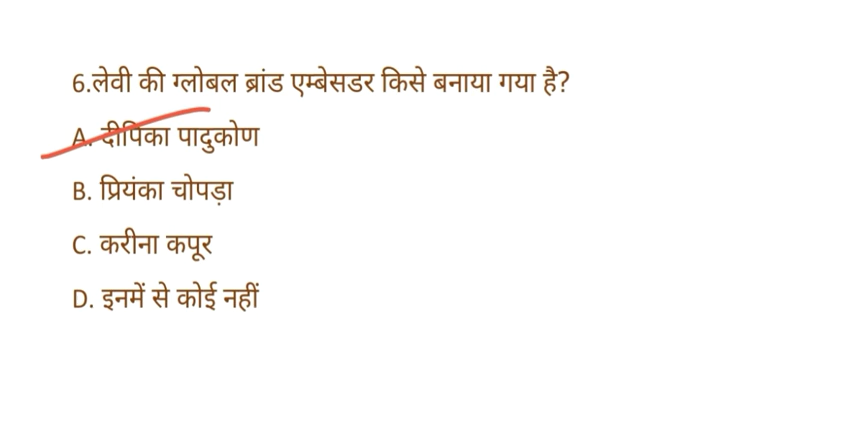 6.लेवी की ग्लोबल ब्रांड एम्बेसडर किसे बनाया गया है?
A. दीपिका पादुकोण
B. प्रियंका चोपड़ा
C. करीना कपूर
D. इनमें से कोई नहीं